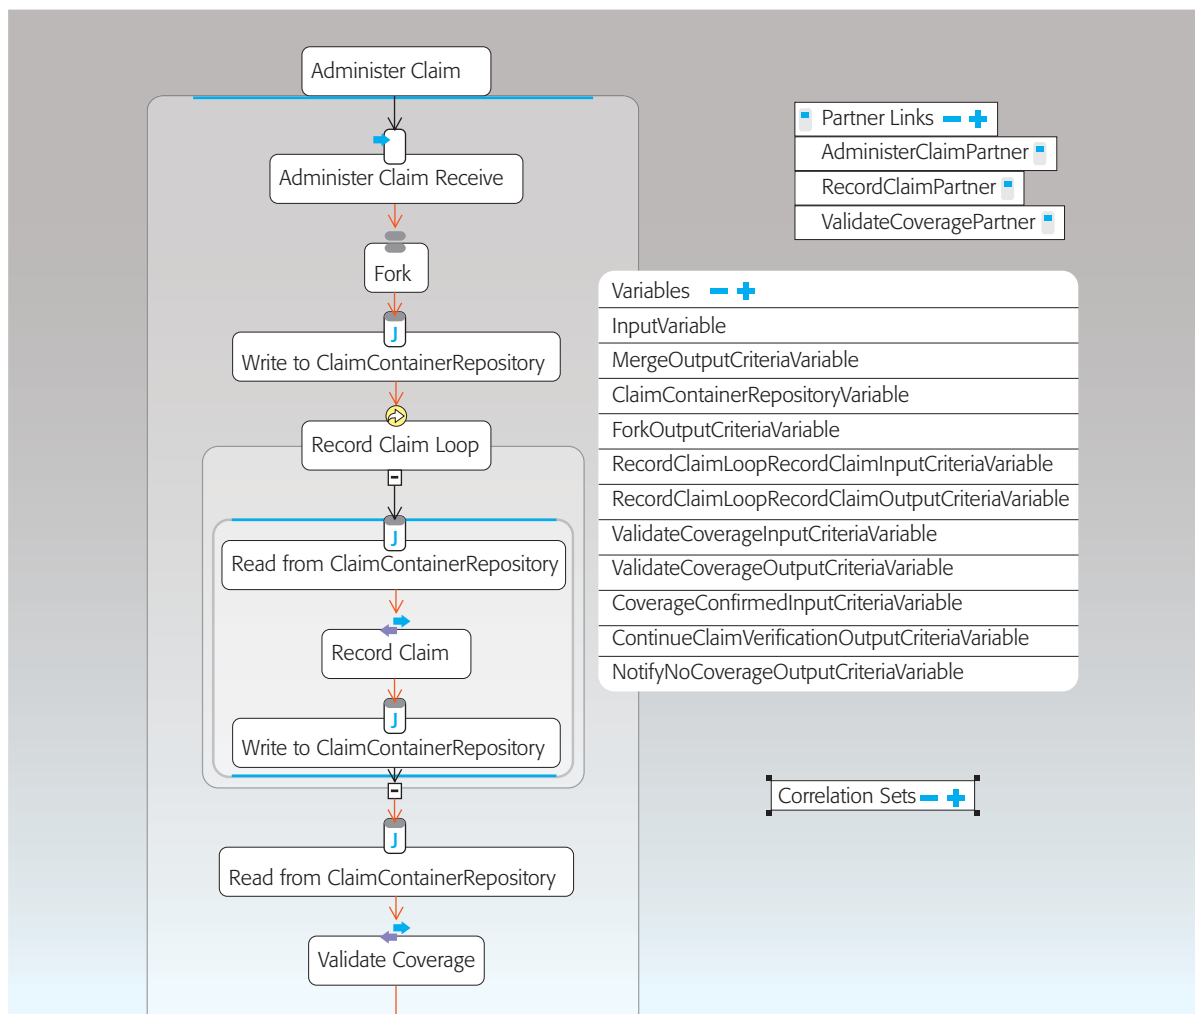 Administer Claim
Administer Claim Receive
Fork
J
Write to ClaimContainerRepository
Record Claim Loop
J
Read from ClaimContainerRepository
Record Claim
J
Write to ClaimContainerRepository
J
Read from ClaimContainerRepository
Validate Coverage
Partner Links
AdministerClaimPartner
RecordClaimPartner
ValidateCoveragePartner
Variables
InputVariable
MergeOutputCriteriaVariable
ClaimContainerRepositoryVariable
ForkOutputCriteriaVariable
RecordClaimLoopRecordClaimInputCriteriaVariable
RecordClaimLoopRecordClaimOutputCriteriaVariable
ValidateCoverageInputCriteriaVariable
ValidateCoverageOutputCriteriaVariable
CoverageConfirmedInputCriteriaVariable
ContinueClaimVerificationOutputCriteriaVariable
NotifyNoCoverageOutputCriteriaVariable
Correlation Sets